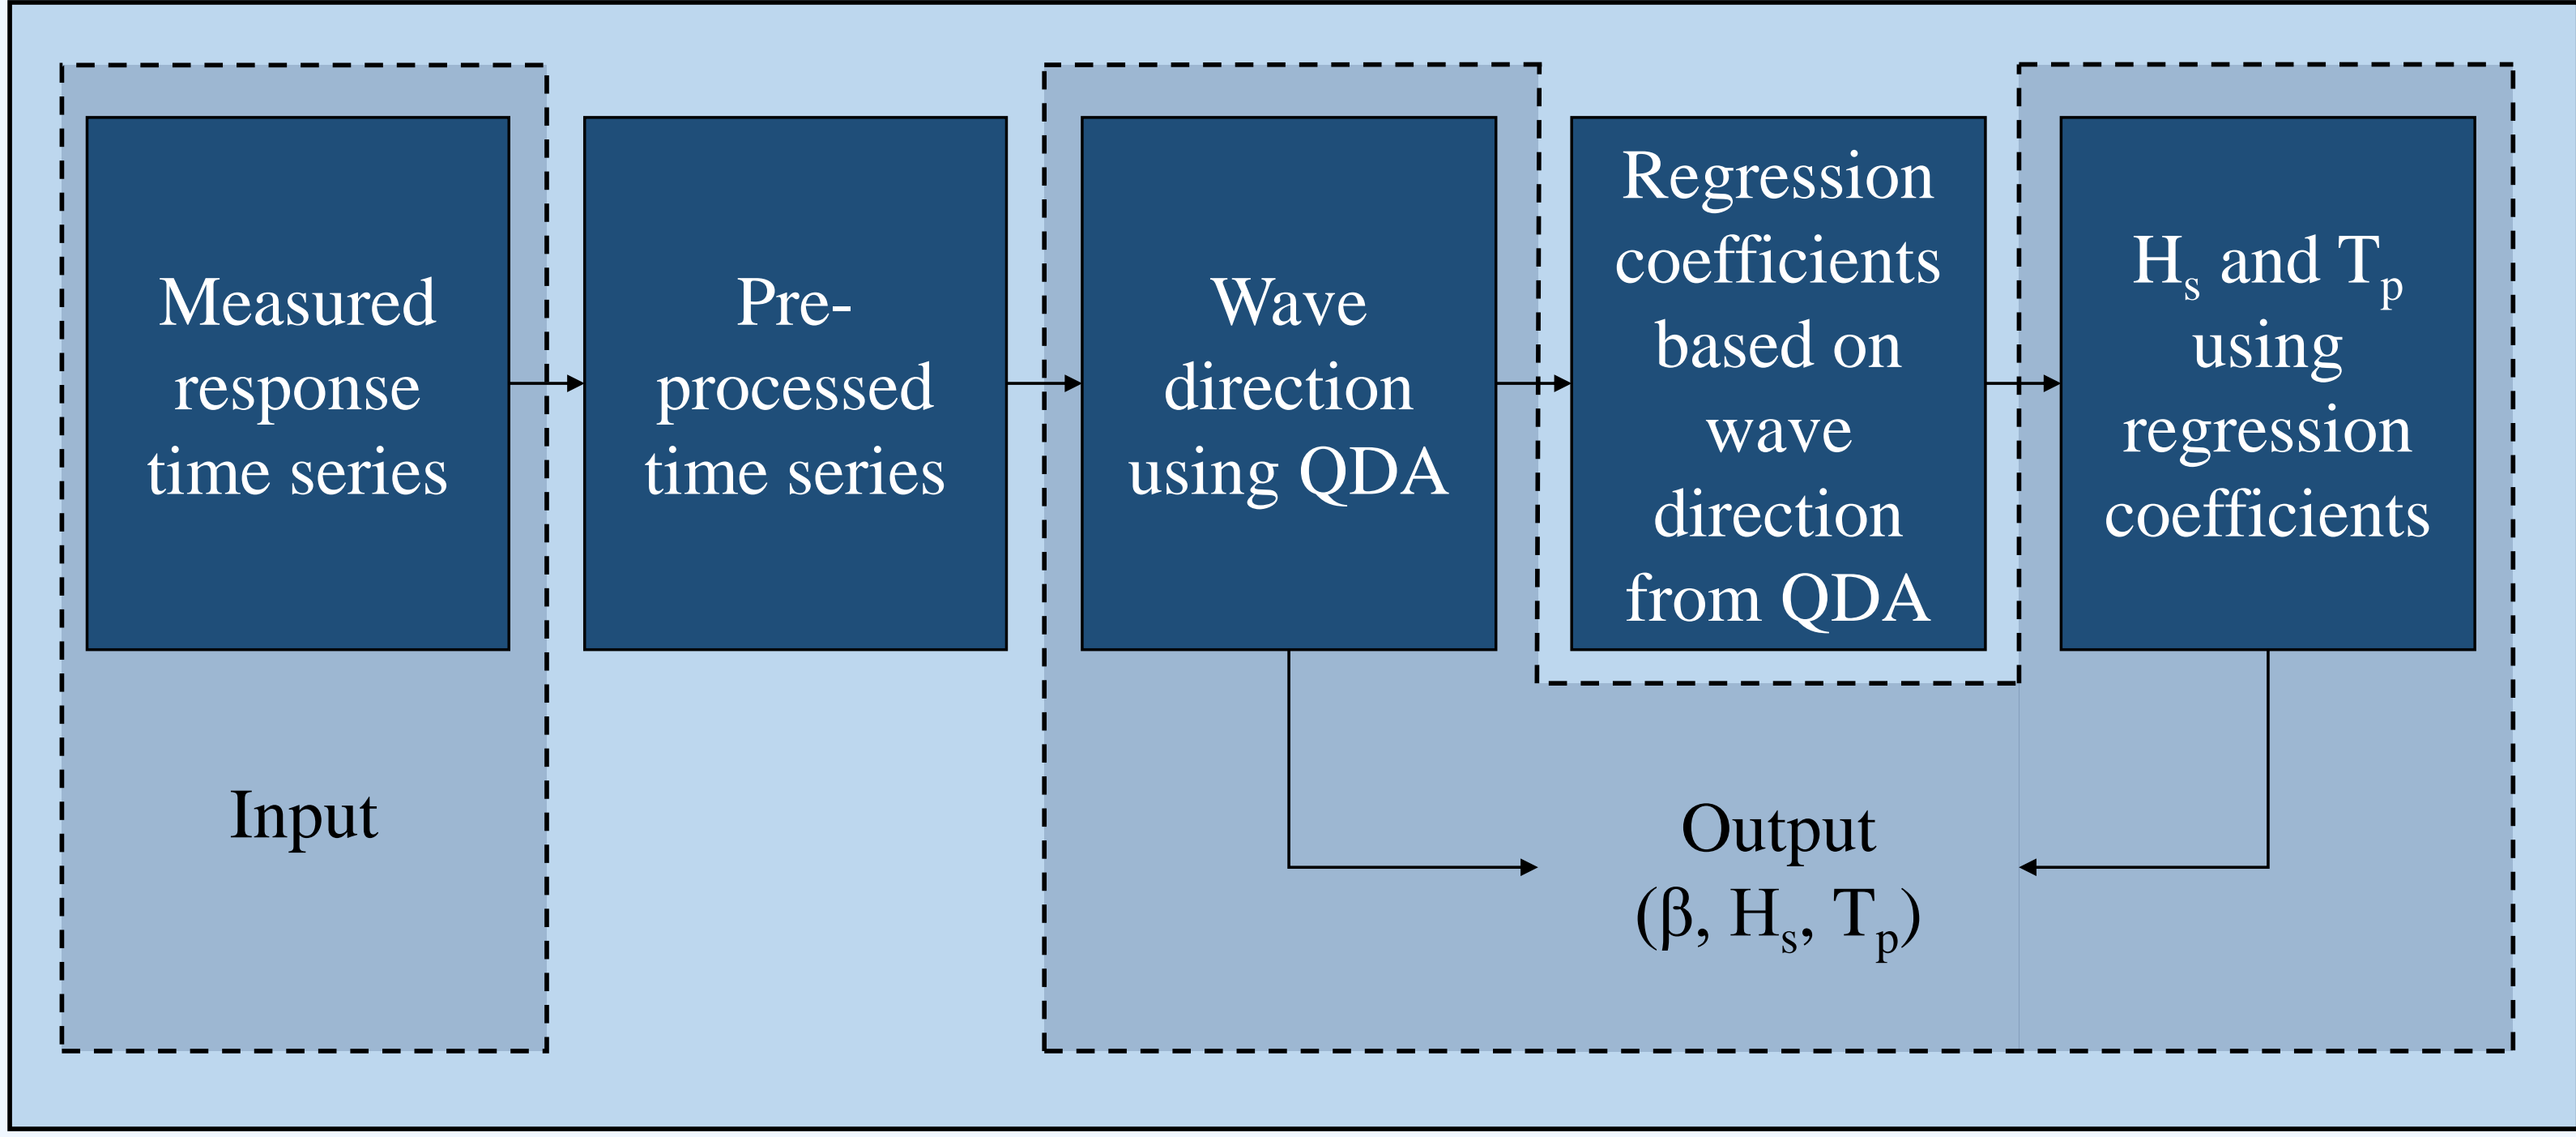 Measured
response
time series
Pre-
processed
time series
Wave
direction
using QDA
Regression
coefficients
based on
wave
direction
from QDA
Hs and Tp
using
regression
coefficients
Input
Output
(β, Hs, Tp)